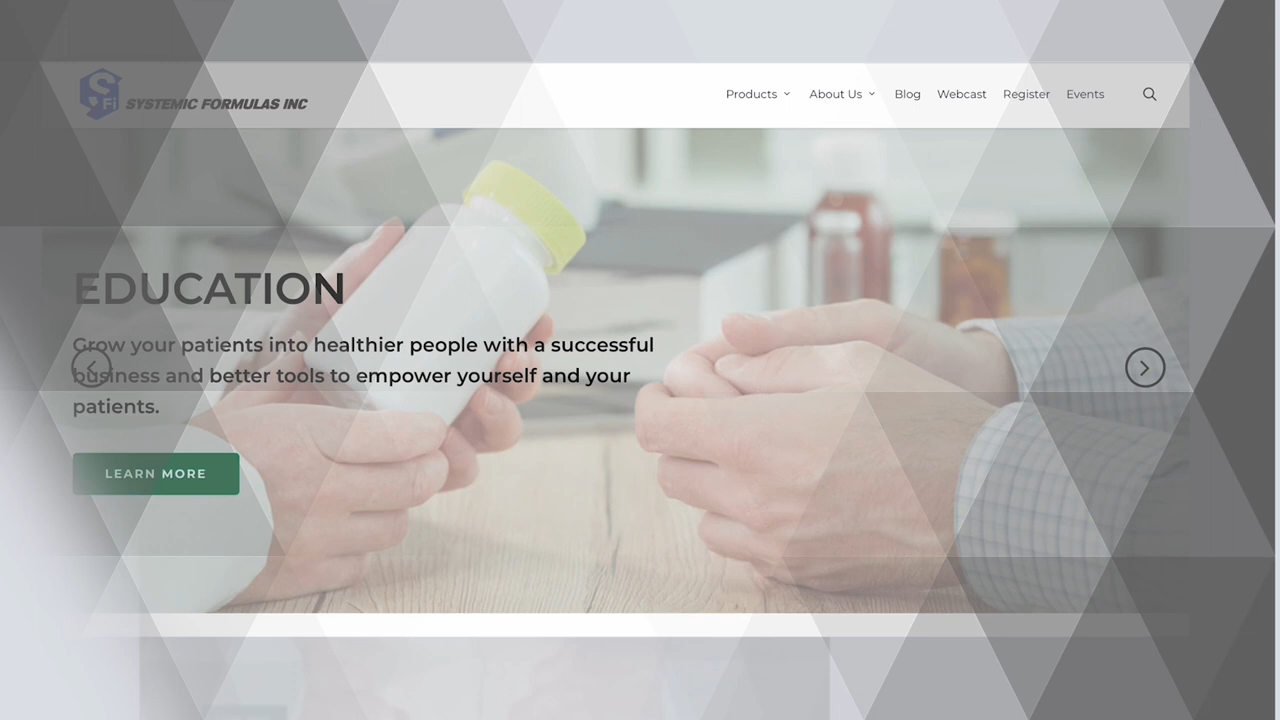 SFi SYSTEMIC FORMULAS INC
Products About Us Blog Webcast Register Events
EDUCATION
Grow your patients into healthier people with a successful
business and better tools to empower yourself and your
patients.
LEARN MORE